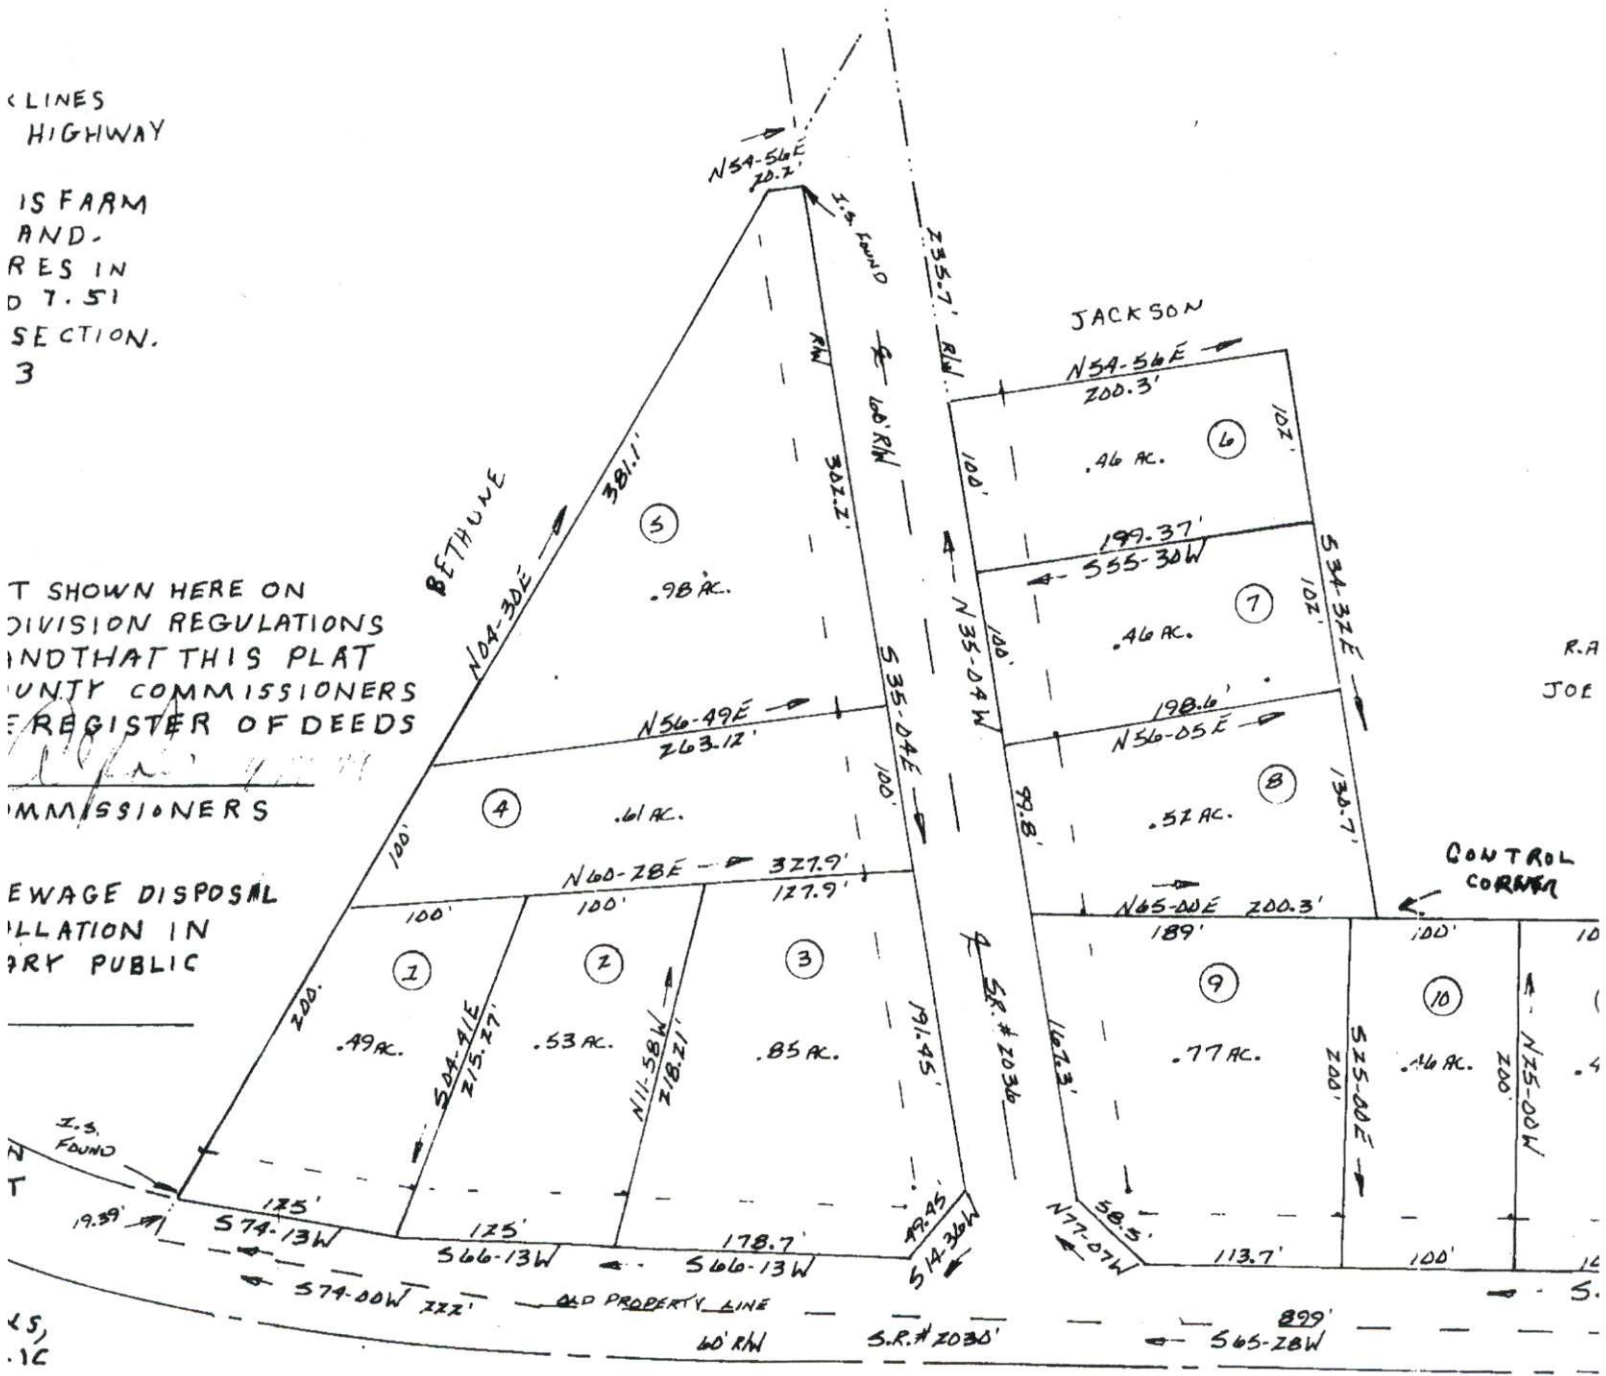 LINES
HIGHWAY
IS FARM
AND.
RES IN
7.51
SECTION.
3
T SHOWN HERE ON
DIVISION REGULATIONS
AND THAT THIS PLAT
UNTY COMMISSIONERS
E REGISTER OF DEEDS
MMISSIONERS
EWAGE DISPOSAL
LLATION IN
ARY PUBLIC
N
T
.IC
N54-56E
20.2'
I.S. FOUND
235.7' R/W
R/W
℄ 60' R/W
302.2'
381.1'
BETHUNE
N04-30E
5
.98 AC.
N56-49E
263.12'
S35-04E
100'
4
.61 AC.
100'
N60-28E
327.9'
100'
100'
127.9'
1
.49 AC.
200.
S04-41E
215.27'
2
.53 AC.
N11-58W
218.21'
3
.85 AC.
191.45'
I.S.
FOUND
19.39'
125'
S74-13W
125'
S66-13W
178.7'
S66-13W
49.45'
S14-36W
S74-00W 222'
OLD PROPERTY LINE
60' R/W
S.R.# 2030'
899'
S65-28W
℄ S.R.# 2036
N35-04W
JACKSON
N54-56E
200.3'
6
.46 AC.
100'
102'
199.37'
S55-30W
7
.46 AC.
100'
102'
S34-32E
198.6'
N56-05E
8
.52 AC.
99.8'
130.7'
CONTROL
CORNER
N65-00E 200.3'
189'
100'
10
9
.77 AC.
167.3'
S25-00E
200'
10
.46 AC.
N25-00W
200'
.4
58.5'
N77-07W
113.7'
100'
S.
R.A
JOE